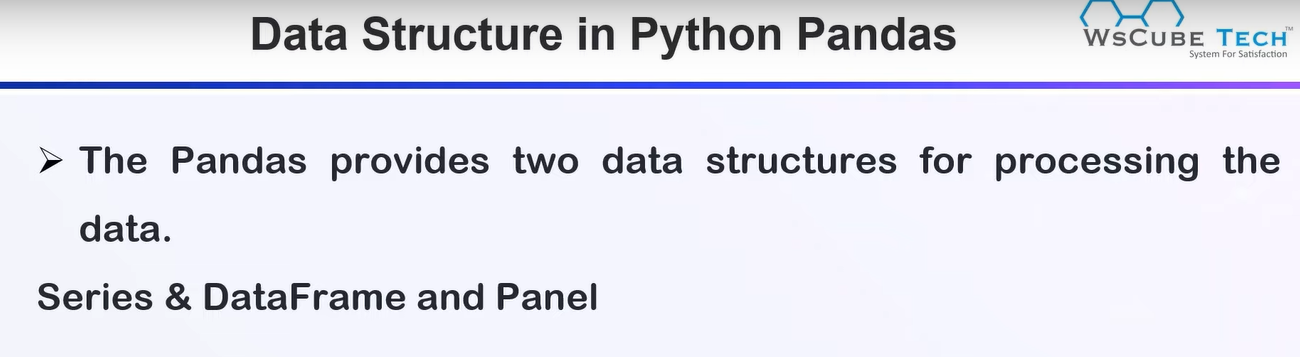 Data Structure in Python Pandas
WsCube Tech™
System For Satisfaction
➢ The Pandas provides two data structures for processing the
data.
Series & DataFrame and Panel